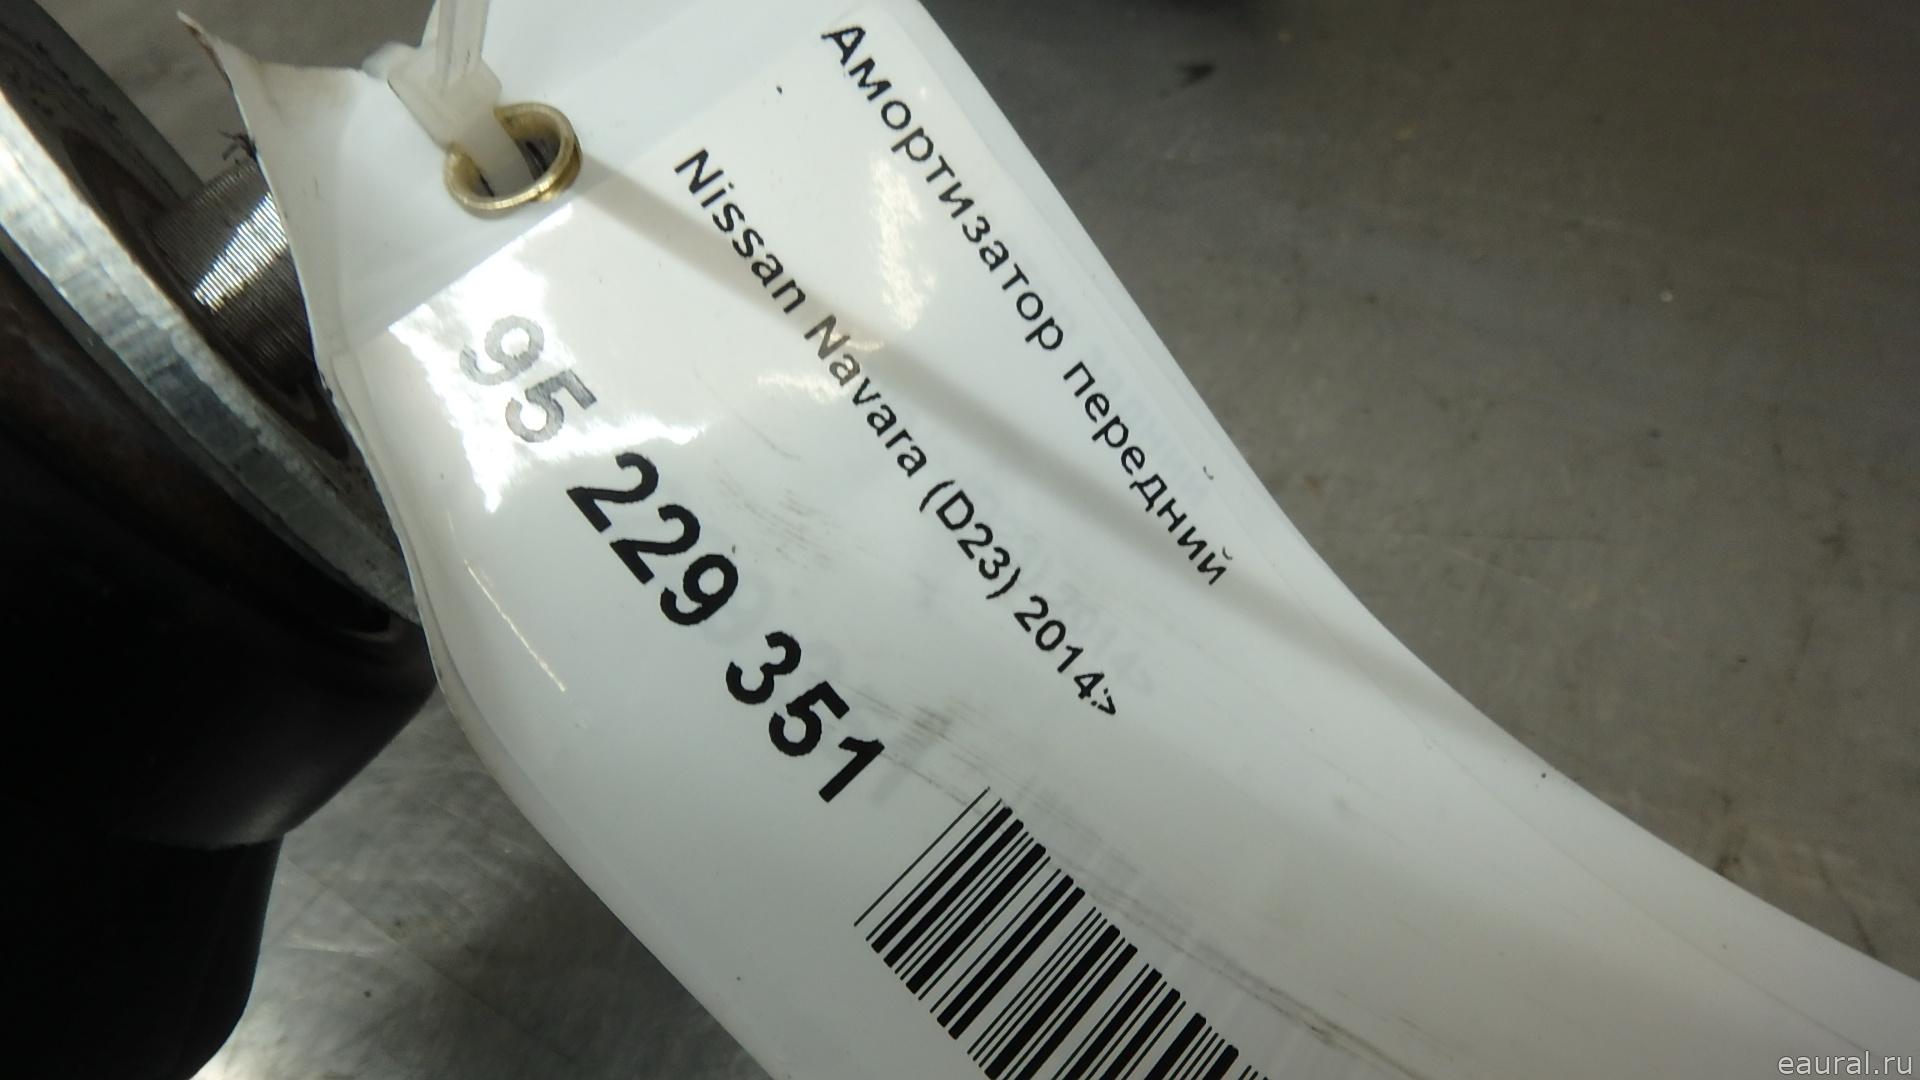 Амортизатор передний
Nissan Navara (D23) 2014>
95 229 351
eaural.ru